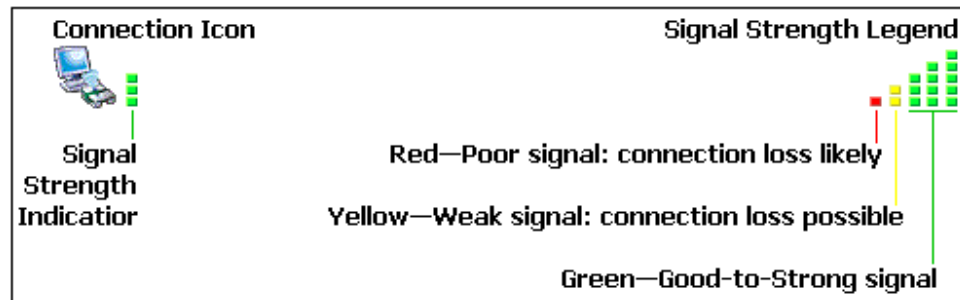 Connection Icon
Signal Strength Legend
Signal
Strength
Indicatior
Red—Poor signal: connection loss likely
Yellow—Weak signal: connection loss possible
Green—Good-to-Strong signal